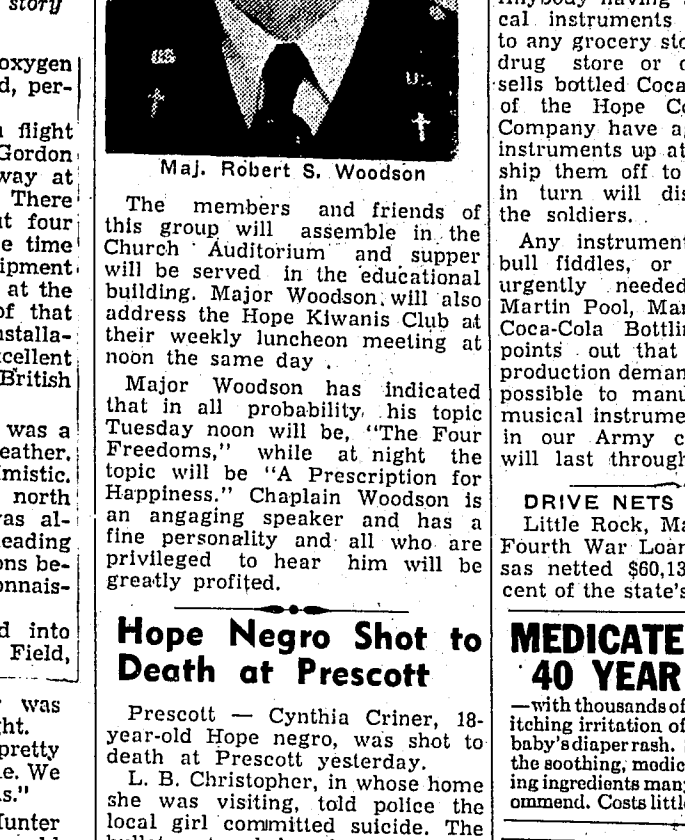 story
oxygen
d, per-
flight
Gordon
way at
There
t four
e time
ipment
at the
of that
nstalla-
cellent
British
was a
eather.
mistic.
north
as al-
eading
ons be-
onnais-
d into
Field,
was
ht.
pretty
e. We
s."
unter
US
Maj. Robert S. Woodson
The members and friends of
this group will assemble in the
Church Auditorium and supper
will be served in the educational
building. Major Woodson will also
address the Hope Kiwanis Club at
their weekly luncheon meeting at
noon the same day .
Major Woodson has indicated
that in all probability his topic
Tuesday noon will be, "The Four
Freedoms," while at night the
topic will be "A Prescription for
Happiness." Chaplain Woodson is
an angaging speaker and has a
fine personality and all who are
privileged to hear him will be
greatly profited.
Hope Negro Shot to
Death at Prescott
Prescott — Cynthia Criner, 18-
year-old Hope negro, was shot to
death at Prescott yesterday.
L. B. Christopher, in whose home
she was visiting, told police the
local girl committed suicide. The
Anybody having
cal instruments
to any grocery sto
drug store or
sells bottled Coca
of the Hope Co
Company have a
instruments up at
ship them off to
in turn will dis
the soldiers.
Any instrument
bull fiddles, or
urgently needed
Martin Pool, Ma
Coca-Cola Bottlin
points out that
production deman
possible to manu
musical instrume
in our Army c
will last through
DRIVE NETS
Little Rock, Ma
Fourth War Loan
sas netted $60,13
cent of the state's
MEDICATE
40 YEAR
—with thousands of
itching irritation of
baby's diaper rash.
the soothing, medic
ing ingredients many
ommend. Costs littl